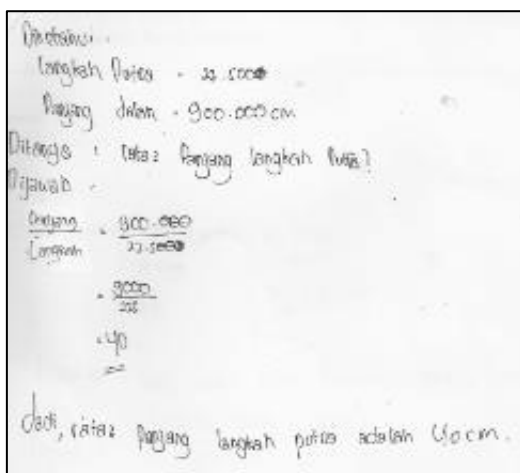 Diketahui :
Langkah Putra = 22.500
Panjang dalam = 900.000 cm
Ditanya : rata2 Panjang langkah Putra?
Dijawab :
Panjang / Langkah = 900.000 / 22.500
= 9000 / 225
= 40
Jadi, rata2 Panjang langkah putra adalah 40 cm.